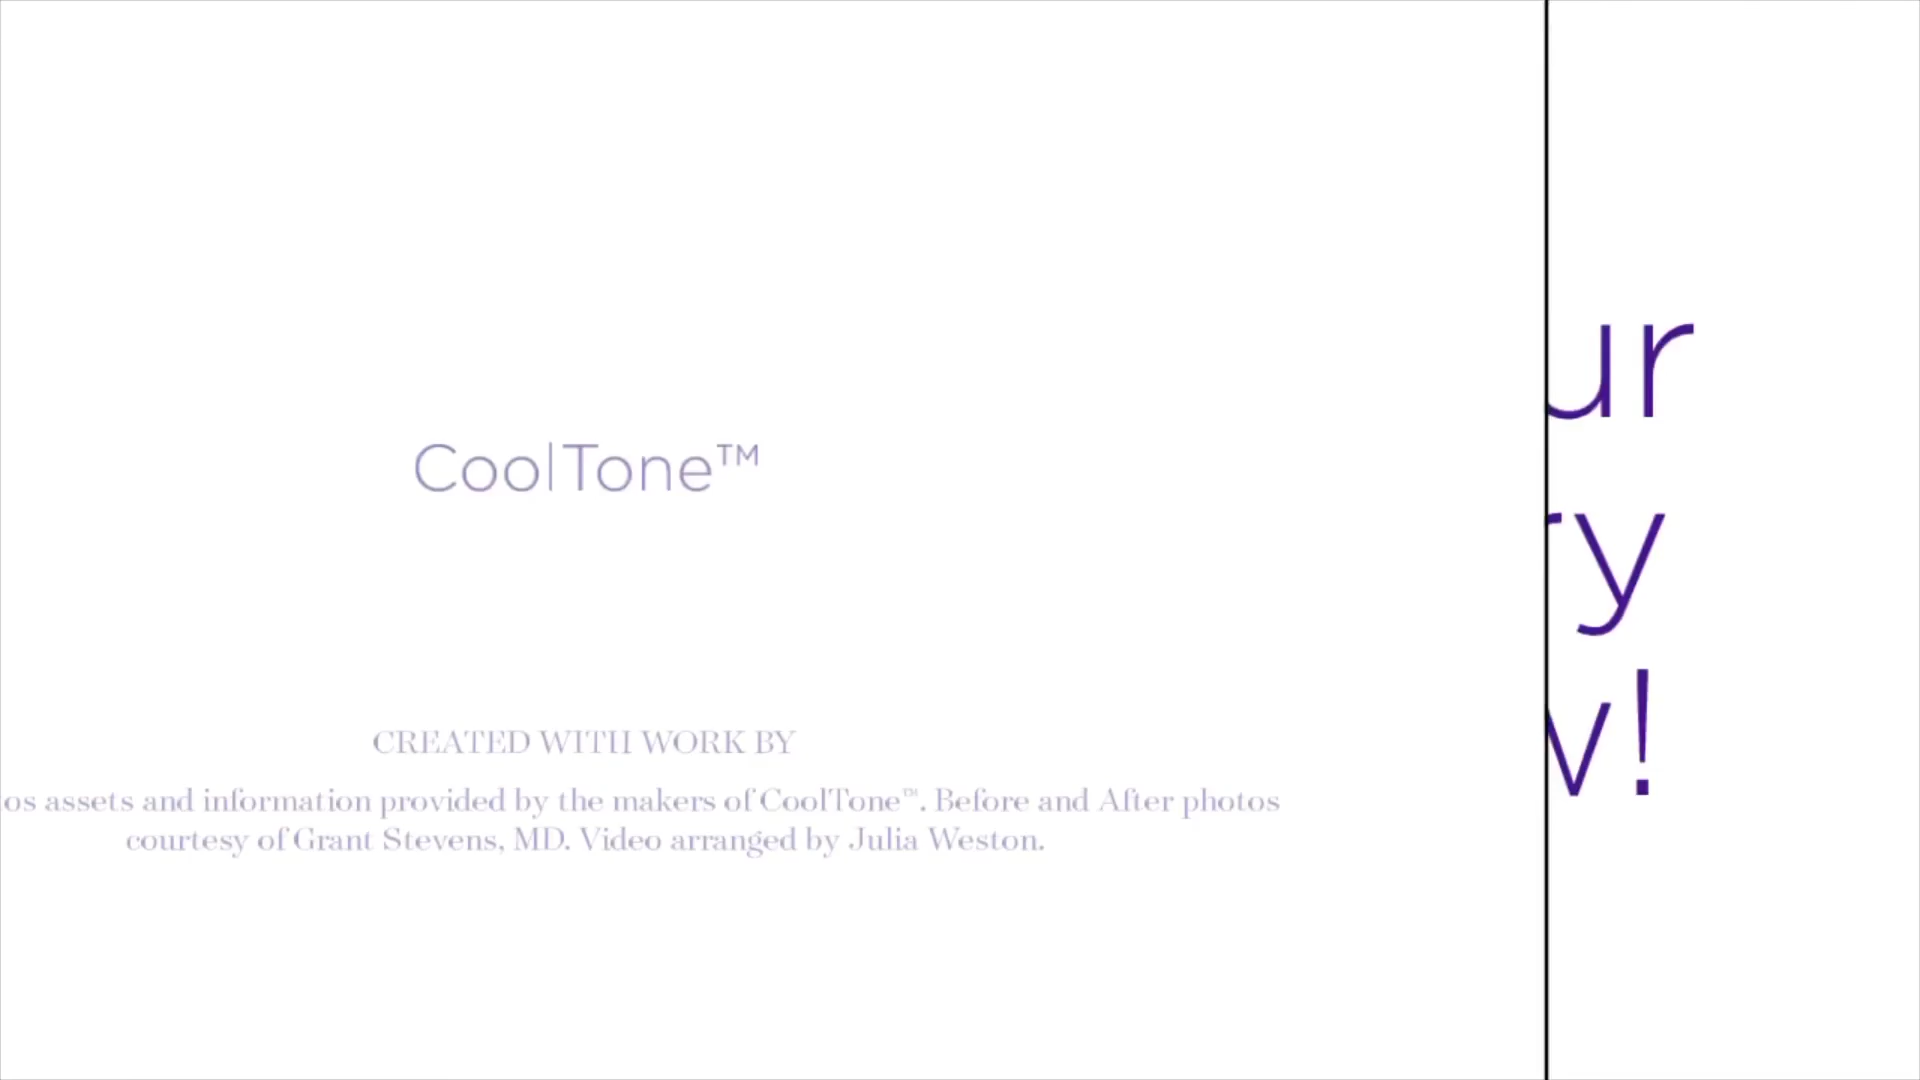 CoolTone™
CREATED WITH WORK BY
os assets and information provided by the makers of CoolTone™. Before and After photos
courtesy of Grant Stevens, MD. Video arranged by Julia Weston.
ur
ry
!